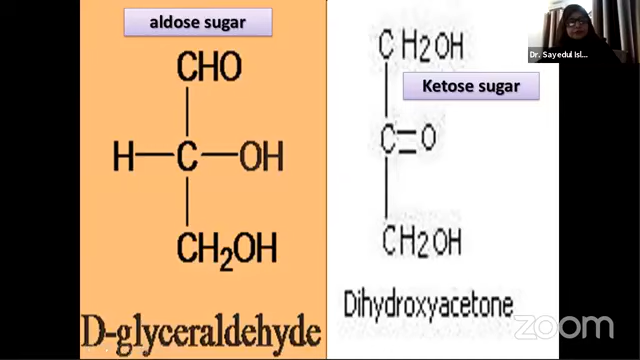 aldose sugar
CHO
H—C—OH
CH₂OH
D-glyceraldehyde
CH₂OH
Ketose sugar
C=O
CH₂OH
Dihydroxyacetone
Dr. Sayedul Isl...
zoom